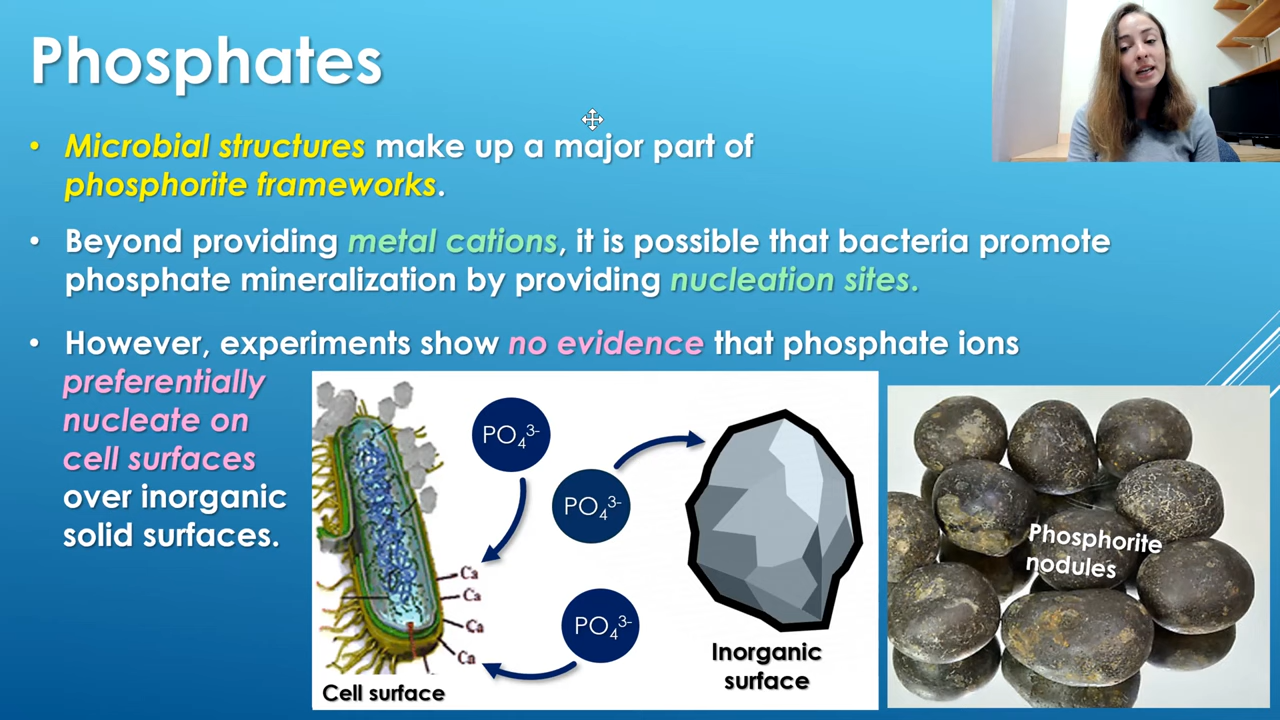 Phosphates
• Microbial structures make up a major part of
phosphorite frameworks.
• Beyond providing metal cations, it is possible that bacteria promote
phosphate mineralization by providing nucleation sites.
• However, experiments show no evidence that phosphate ions
preferentially
nucleate on
cell surfaces
over inorganic
solid surfaces.
PO₄³⁻
PO₄³⁻
PO₄³⁻
Ca
Ca
Ca
Ca
Cell surface
Inorganic
surface
Phosphorite
nodules